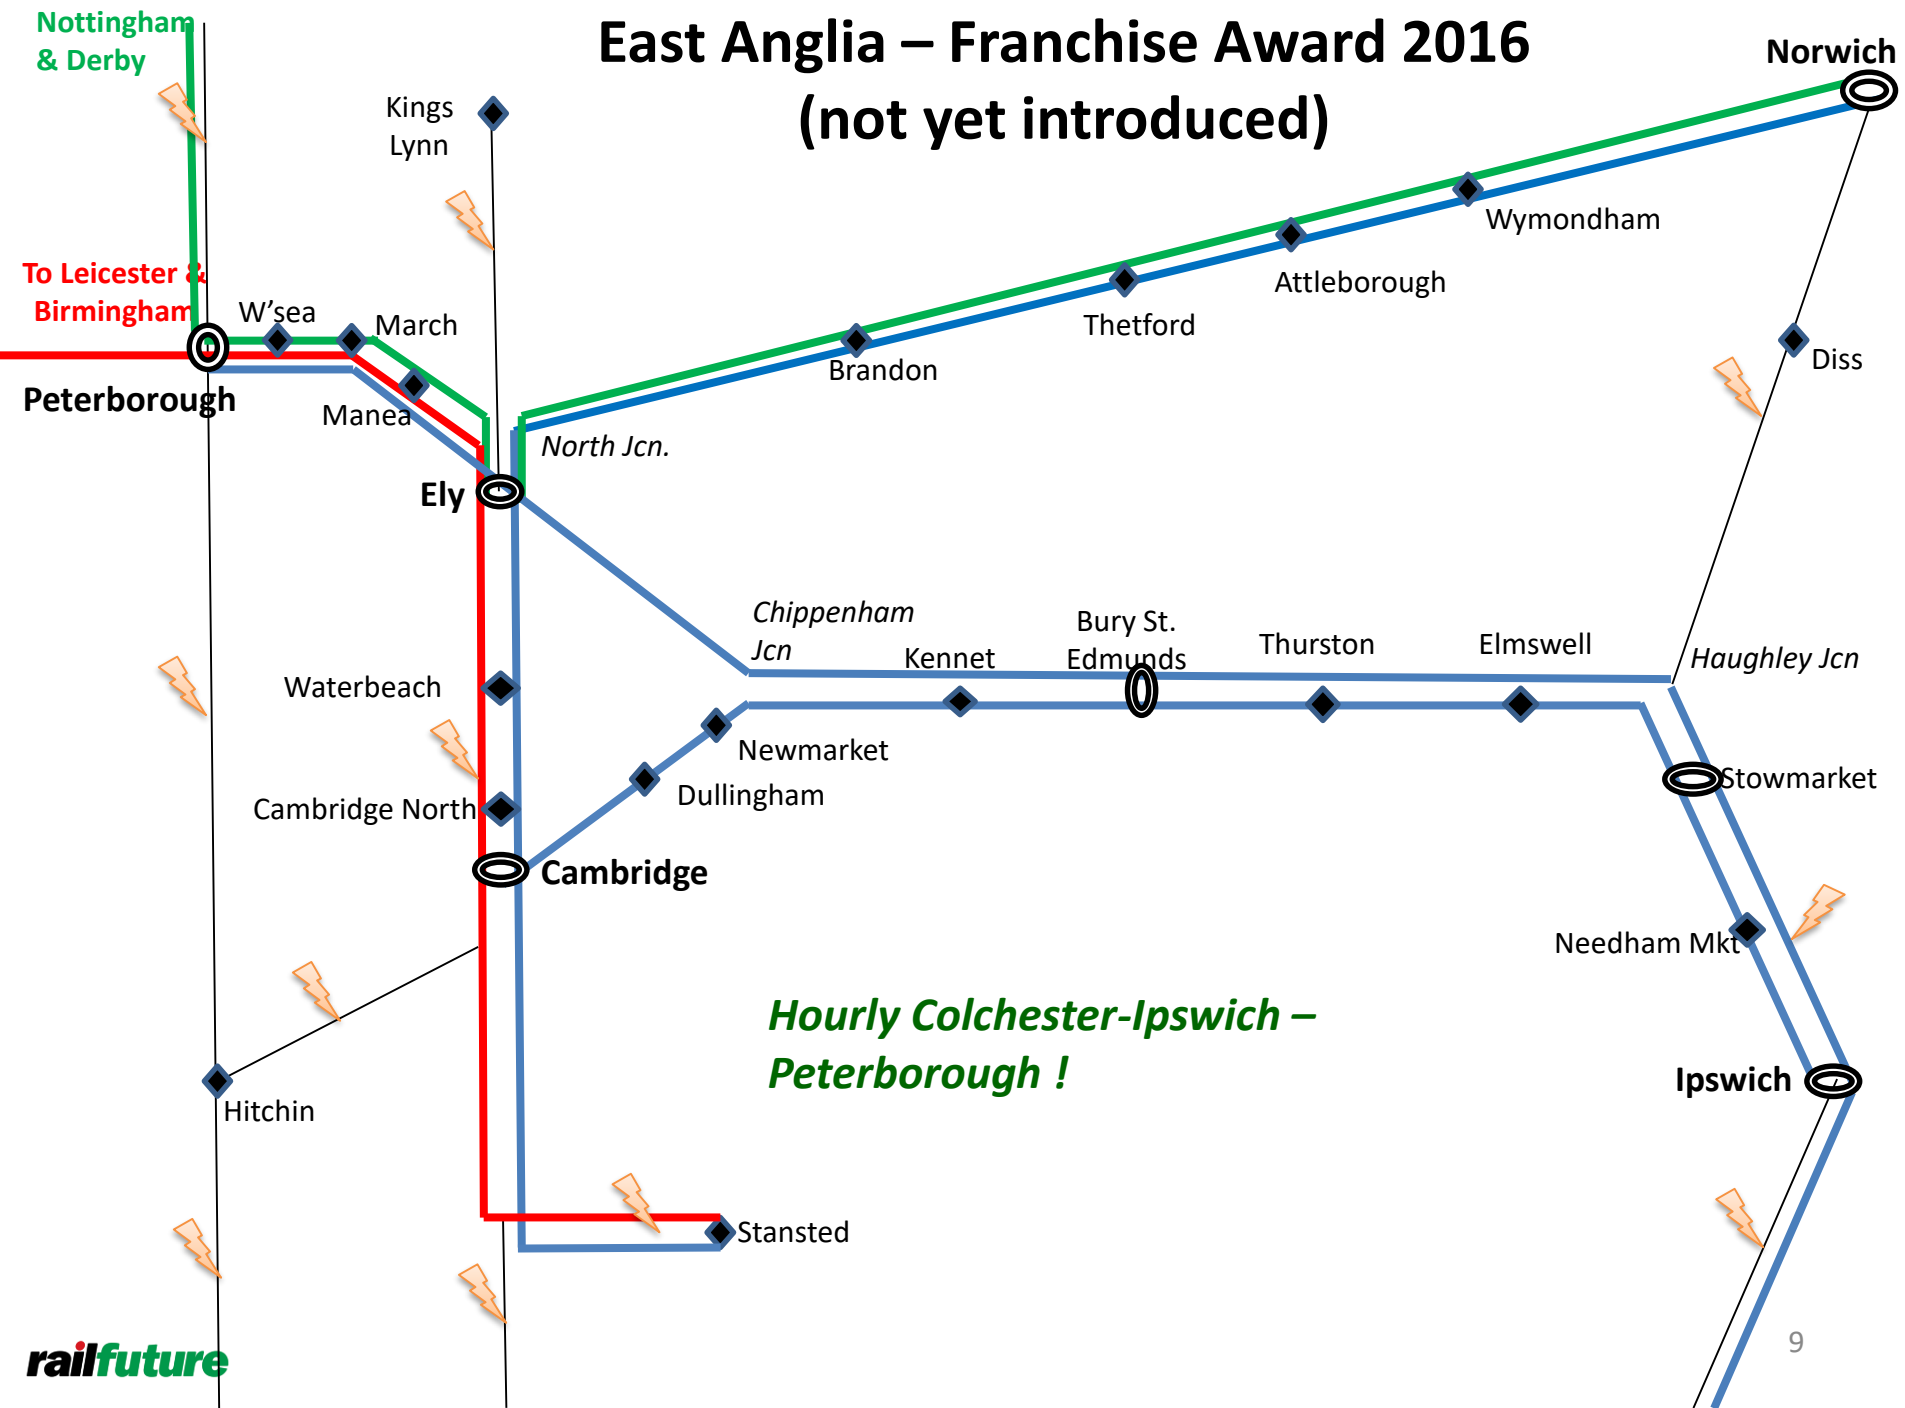 East Anglia – Franchise Award 2016
(not yet introduced)
Nottingham
& Derby
Norwich
Kings
Lynn
Wymondham
To Leicester &
Birmingham
W'sea
March
Attleborough
Thetford
Brandon
Diss
Peterborough
Manea
North Jcn.
Ely
Chippenham
Jcn
Kennet
Bury St.
Edmunds
Thurston
Elmswell
Haughley Jcn
Waterbeach
Newmarket
Dullingham
Stowmarket
Cambridge North
Cambridge
Needham Mkt
Hourly Colchester-Ipswich –
Peterborough !
Ipswich
Hitchin
Stansted
9
railfuture